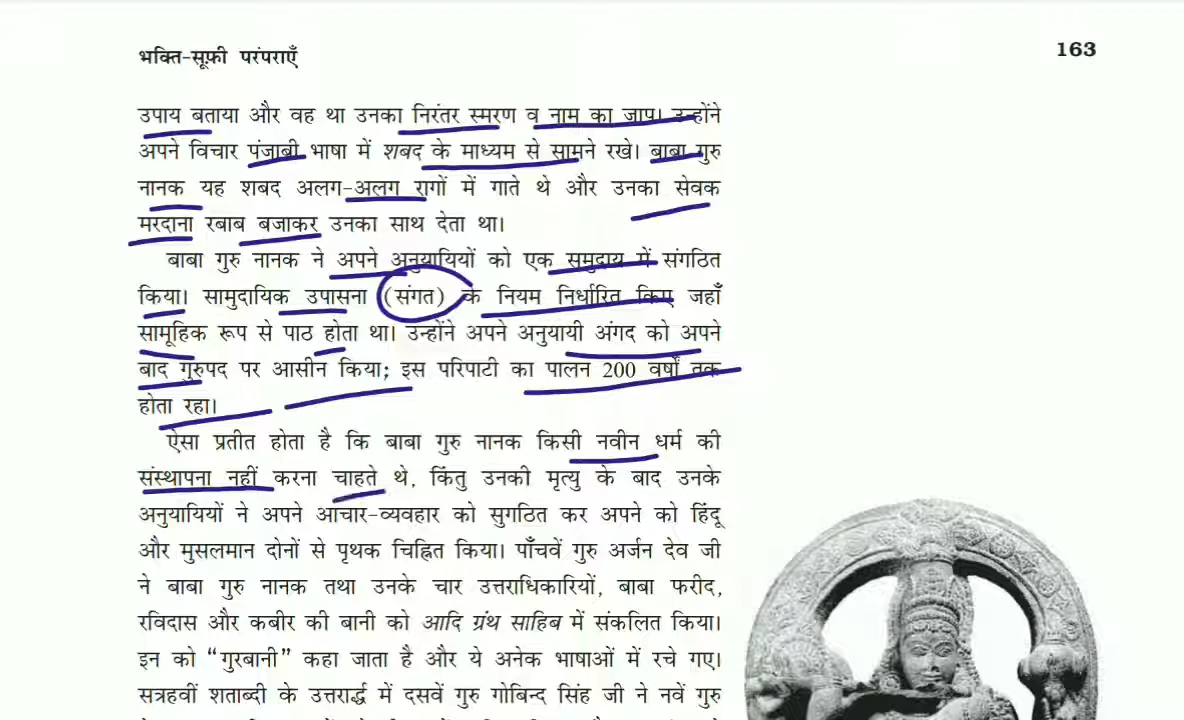 भक्ति-सूफ़ी परंपराएँ
163
उपाय बताया और वह था उनका निरंतर स्मरण व नाम का जाप। उन्होंने
अपने विचार पंजाबी भाषा में शबद के माध्यम से सामने रखे। बाबा गुरु
नानक यह शबद अलग-अलग रागों में गाते थे और उनका सेवक
मरदाना रबाब बजाकर उनका साथ देता था।
बाबा गुरु नानक ने अपने अनुयायियों को एक समुदाय में संगठित
किया। सामुदायिक उपासना (संगत) के नियम निर्धारित किए जहाँ
सामूहिक रूप से पाठ होता था। उन्होंने अपने अनुयायी अंगद को अपने
बाद गुरुपद पर आसीन किया; इस परिपाटी का पालन 200 वर्षों तक
होता रहा।
ऐसा प्रतीत होता है कि बाबा गुरु नानक किसी नवीन धर्म की
संस्थापना नहीं करना चाहते थे, किंतु उनकी मृत्यु के बाद उनके
अनुयायियों ने अपने आचार-व्यवहार को सुगठित कर अपने को हिंदू
और मुसलमान दोनों से पृथक चिह्नित किया। पाँचवें गुरु अर्जन देव जी
ने बाबा गुरु नानक तथा उनके चार उत्तराधिकारियों, बाबा फरीद,
रविदास और कबीर की बानी को आदि ग्रंथ साहिब में संकलित किया।
इन को “गुरबानी” कहा जाता है और ये अनेक भाषाओं में रचे गए।
सत्रहवीं शताब्दी के उत्तरार्द्ध में दसवें गुरु गोबिन्द सिंह जी ने नवें गुरु